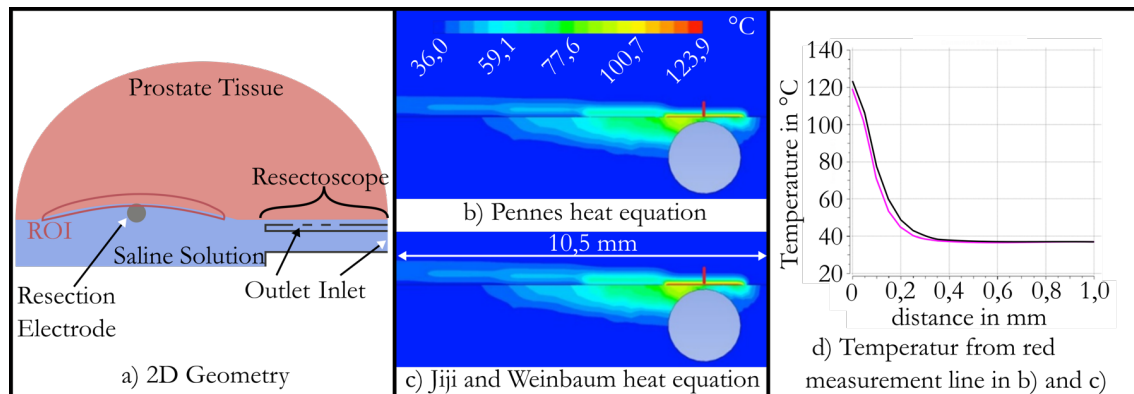 Prostate Tissue
Resectoscope
ROI
Saline Solution
Outlet Inlet
Resection
Electrode
a) 2D Geometry
°C
36,0 59,1 77,6 100,7 123,9
b) Pennes heat equation
10,5 mm
c) Jiji and Weinbaum heat equation
Temperature in °C
140
120
100
80
60
40
20
0 0,2 0,4 0,6 0,8 1,0
distance in mm
d) Temperatur from red
measurement line in b) and c)